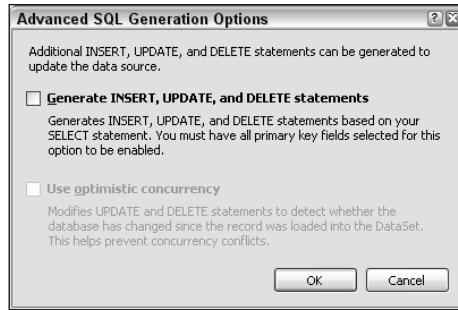 Advanced SQL Generation Options
Additional INSERT, UPDATE, and DELETE statements can be generated to
update the data source.
Generate INSERT, UPDATE, and DELETE statements
Generates INSERT, UPDATE, and DELETE statements based on your
SELECT statement. You must have all primary key fields selected for this
option to be enabled.
Use optimistic concurrency
Modifies UPDATE and DELETE statements to detect whether the
database has changed since the record was loaded into the DataSet.
This helps prevent concurrency conflicts.
OK Cancel